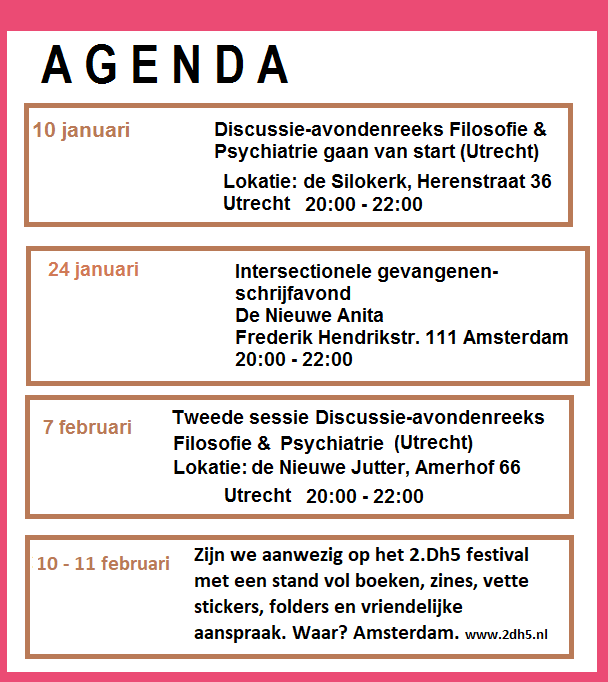 AGENDA
10 januari
Discussie-avondenreeks Filosofie &
Psychiatrie gaan van start (Utrecht)
Lokatie: de Silokerk, Herenstraat 36
Utrecht 20:00 - 22:00
24 januari
Intersectionele gevangenen-
schrijfavond
De Nieuwe Anita
Frederik Hendrikstr. 111 Amsterdam
20:00 - 22:00
7 februari
Tweede sessie Discussie-avondenreeks
Filosofie & Psychiatrie (Utrecht)
Lokatie: de Nieuwe Jutter, Amerhof 66
Utrecht 20:00 - 22:00
10 - 11 februari
Zijn we aanwezig op het 2.Dh5 festival
met een stand vol boeken, zines, vette
stickers, folders en vriendelijke
aanspraak. Waar? Amsterdam. www.2dh5.nl